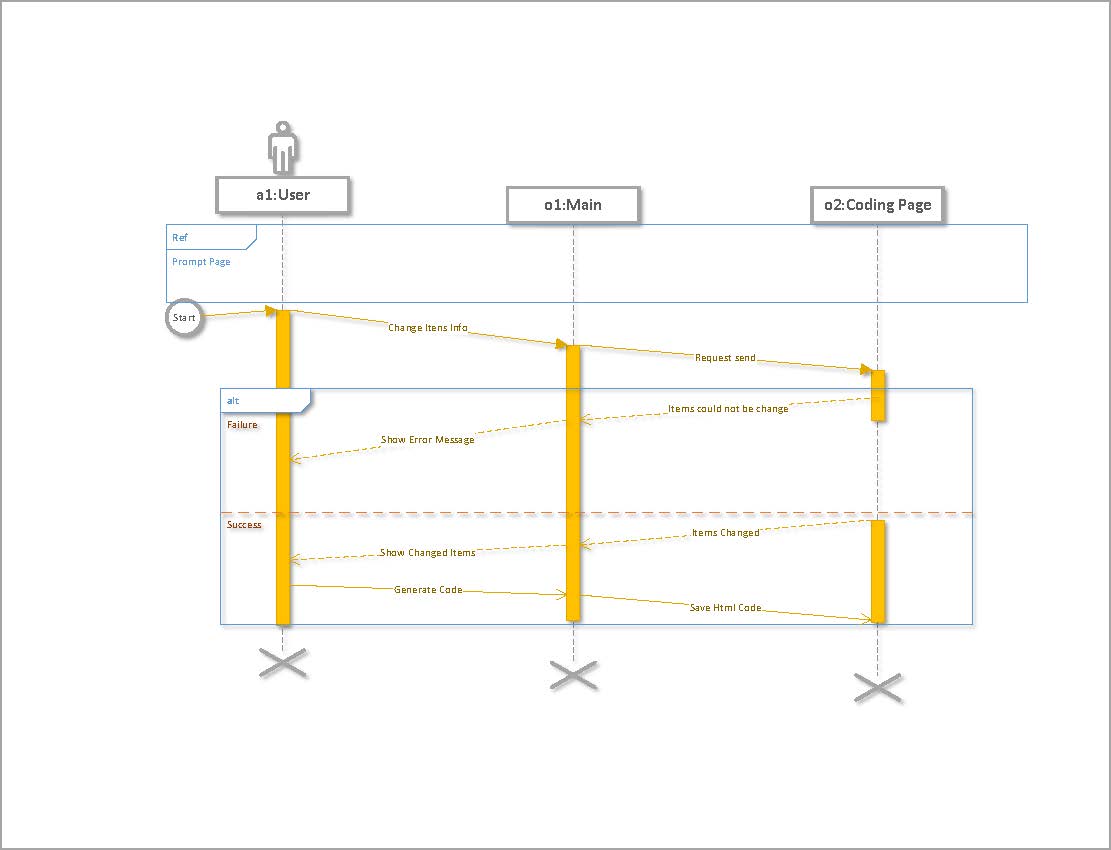 a1:User
o1:Main
o2:Coding Page
Ref
Prompt Page
Start
Change Itens Info
Request send
alt
Items could not be change
Failure
Show Error Message
Success
Items Changed
Show Changed Items
Generate Code
Save Html Code